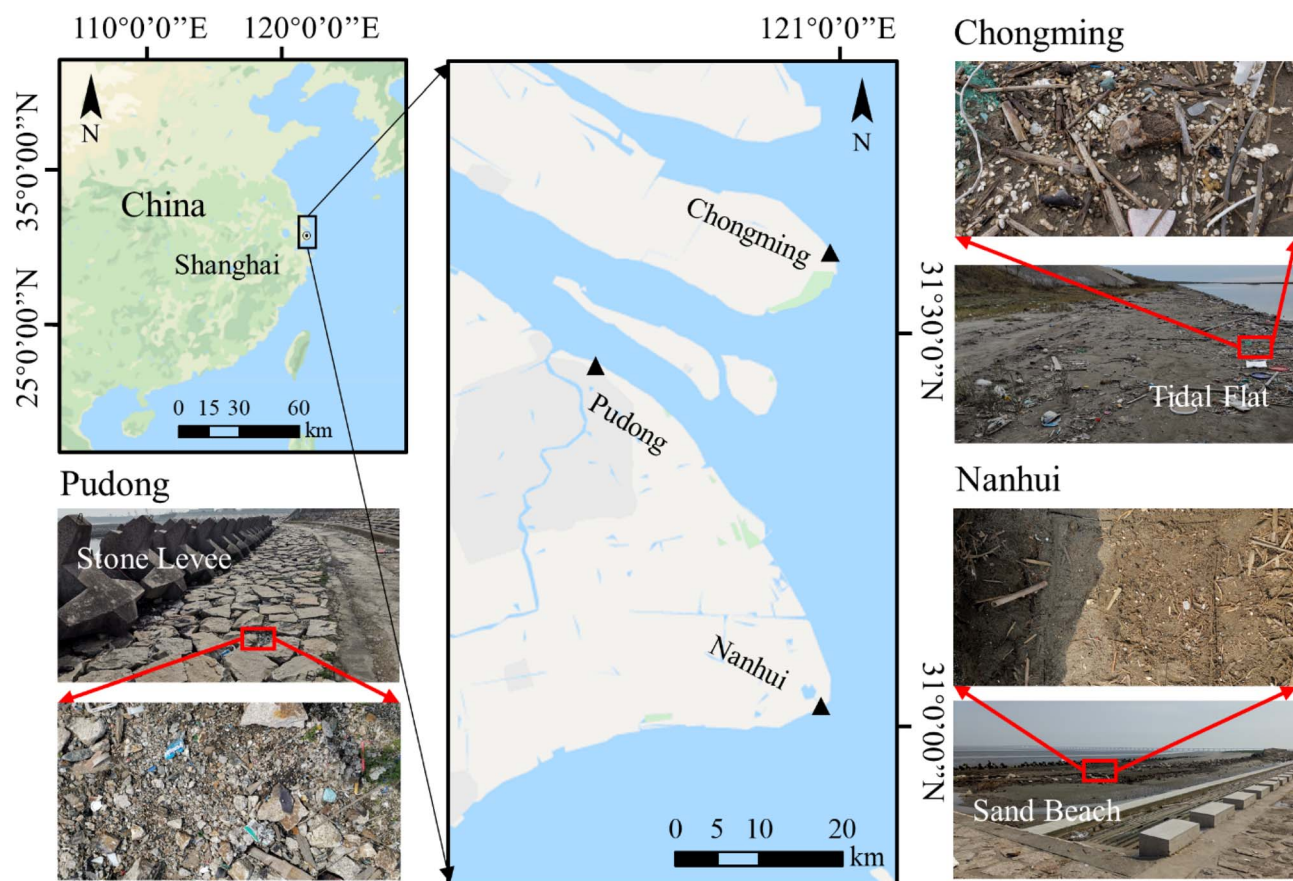 110°0'0’’E
120°0'0’’E
35°0'00’’N
25°0'00’’N
N
China
Shanghai
0 15 30 60
km
121°0'0’’E
N
Chongming
Pudong
Nanhui
31°30'0’’N
31°0'00’’N
0 5 10 20
km
Pudong
Stone Levee
Chongming
Tidal Flat
Nanhui
Sand Beach